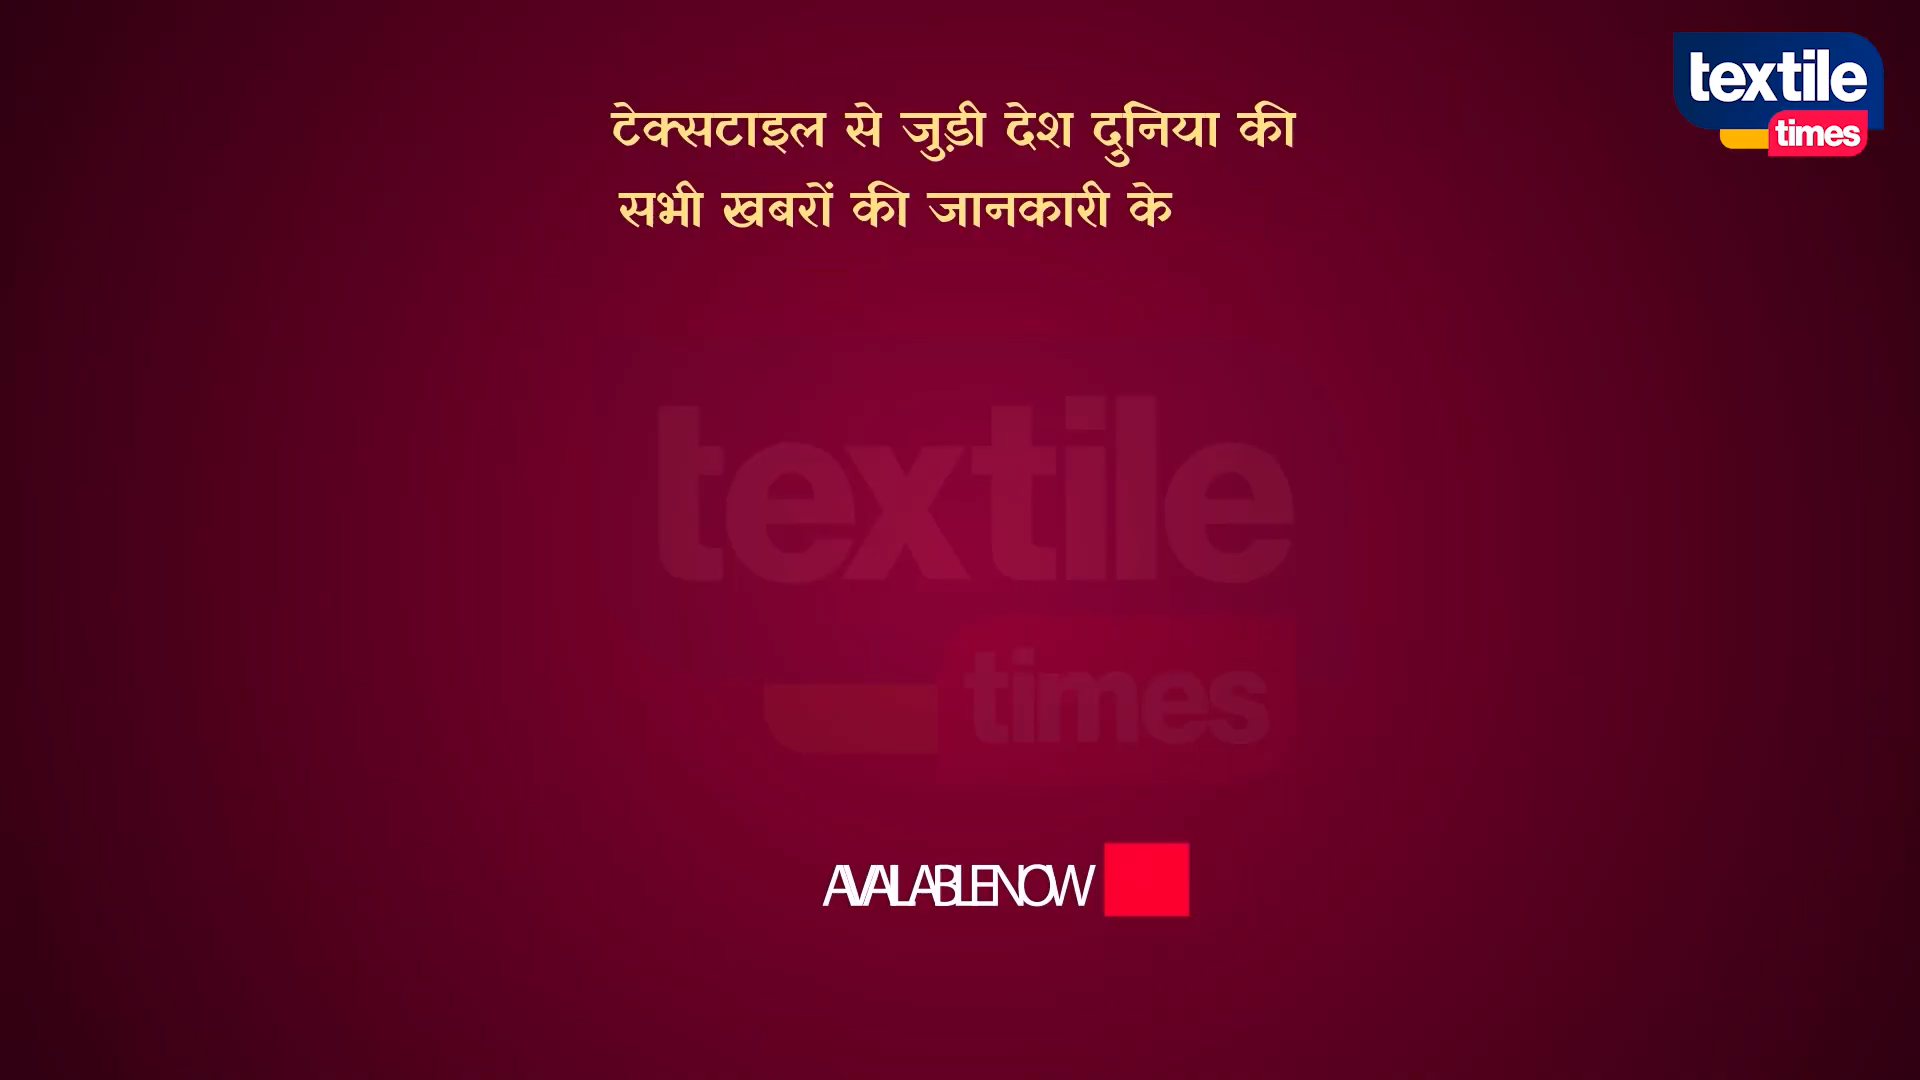 textile
times
टेक्सटाइल से जुड़ी देश दुनिया की
सभी खबरों की जानकारी के
textile
times
AVAILABLE NOW